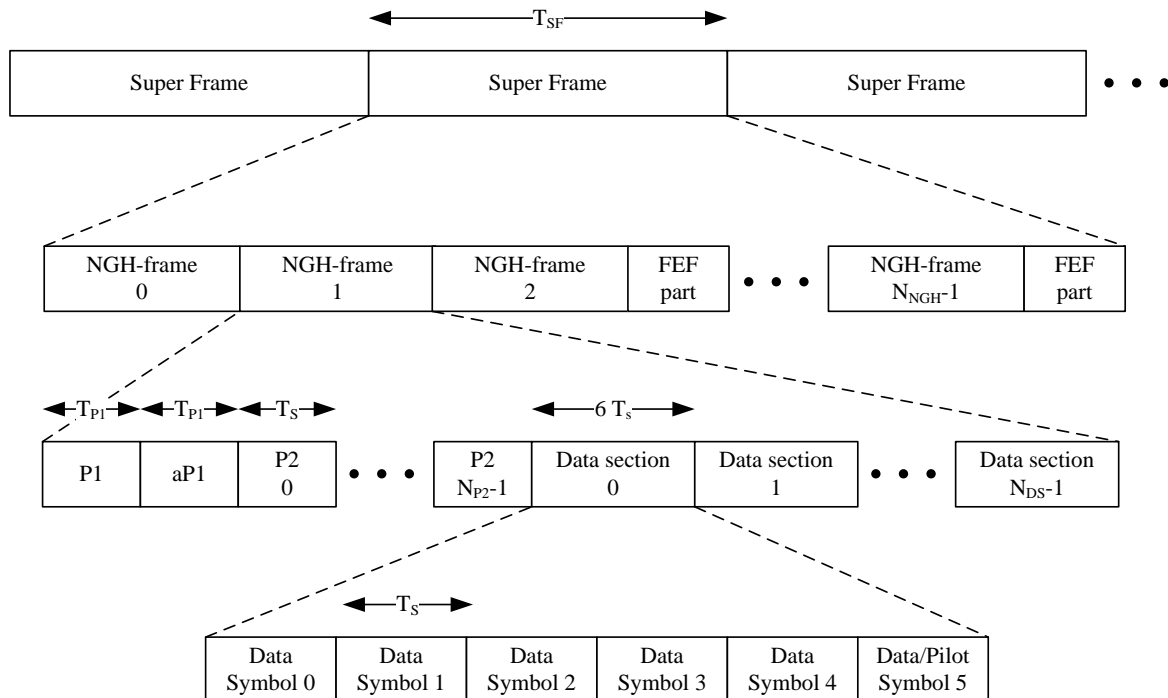 T_SF
Super Frame
Super Frame
Super Frame
NGH-frame
0
NGH-frame
1
NGH-frame
2
FEF
part
NGH-frame
N_NGH-1
FEF
part
T_P1
T_P1
T_S
6 T_s
P1
aP1
P2
0
P2
N_P2-1
Data section
0
Data section
1
Data section
N_DS-1
T_S
Data
Symbol 0
Data
Symbol 1
Data
Symbol 2
Data
Symbol 3
Data
Symbol 4
Data/Pilot
Symbol 5